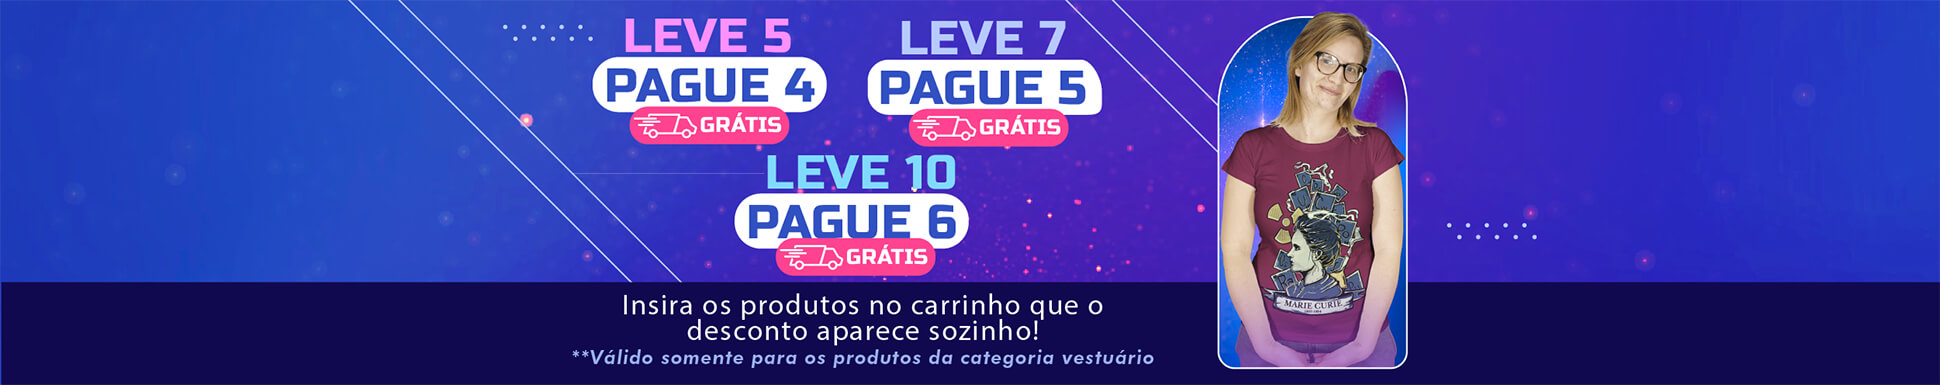 LEVE 5
PAGUE 4
GRÁTIS
LEVE 7
PAGUE 5
GRÁTIS
LEVE 10
PAGUE 6
GRÁTIS
Insira os produtos no carrinho que o
desconto aparece sozinho!
**Válido somente para os produtos da categoria vestuário
MARIE CURIE